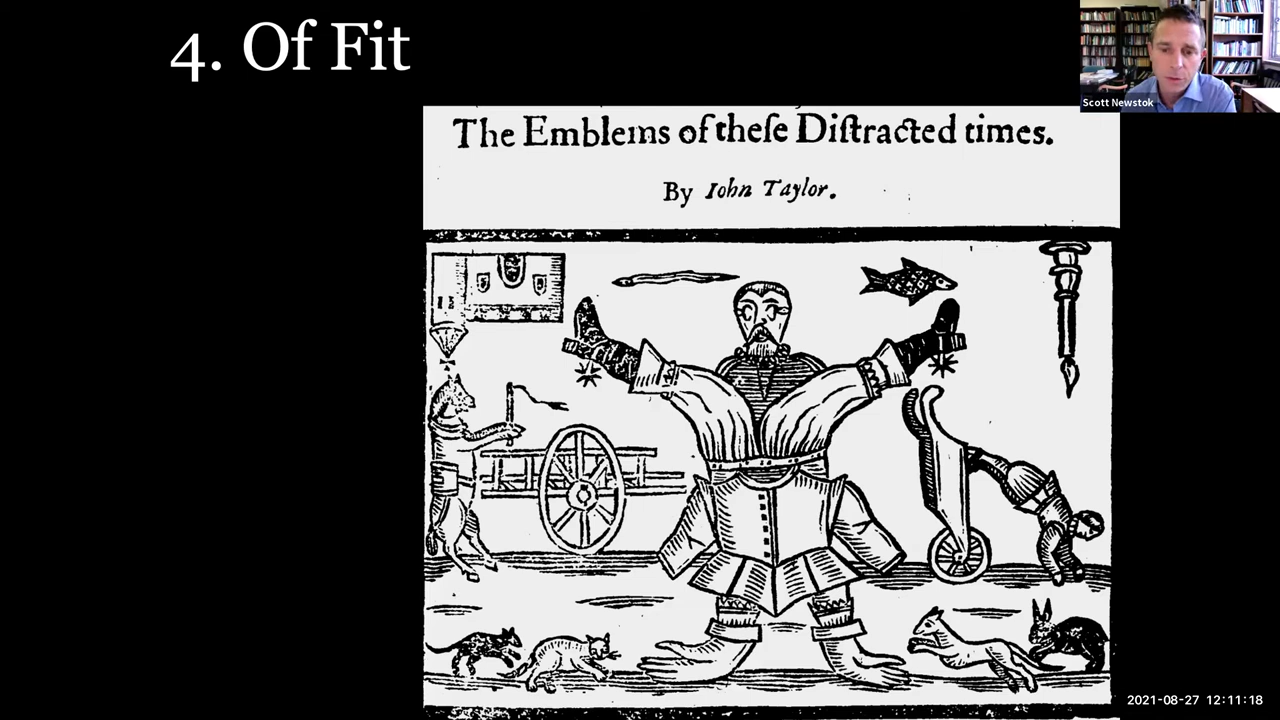 4. Of Fit
Scott Newstok
The Emblems of theſe Diſtracted times.
By Iohn Taylor.
2021-08-27 12:11:18